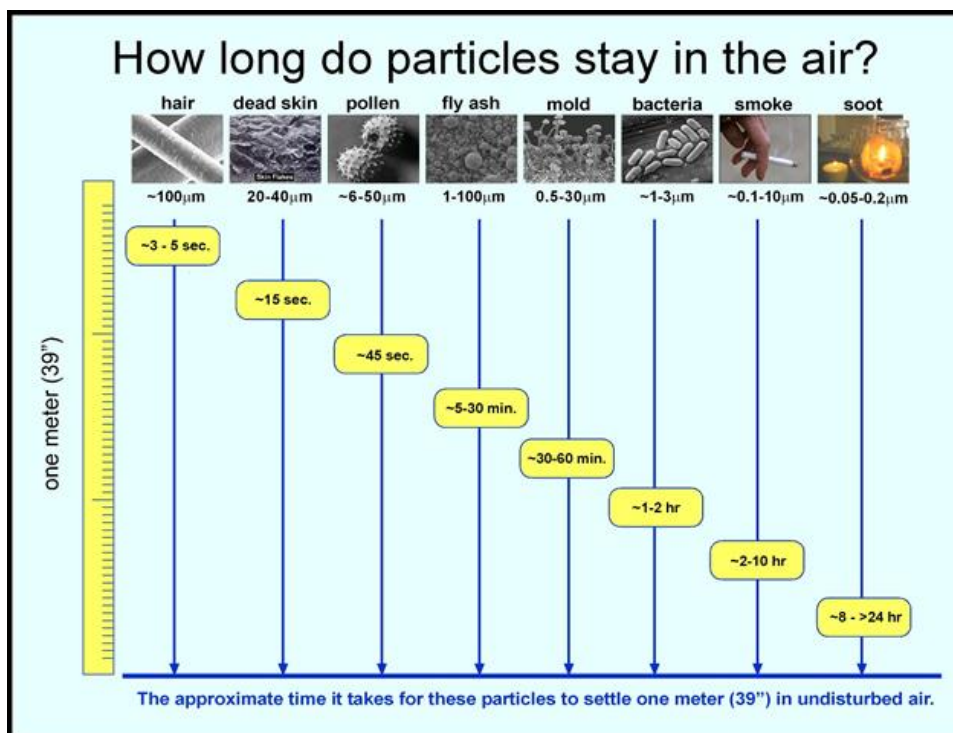 How long do particles stay in the air?
hair dead skin pollen fly ash mold bacteria smoke soot
Skin Flakes
~100µm 20-40µm ~6-50µm 1-100µm 0.5-30µm ~1-3µm ~0.1-10µm ~0.05-0.2µm
~3 - 5 sec.
~15 sec.
~45 sec.
~5-30 min.
~30-60 min.
~1-2 hr
~2-10 hr
~8 - >24 hr
one meter (39”)
The approximate time it takes for these particles to settle one meter (39”) in undisturbed air.